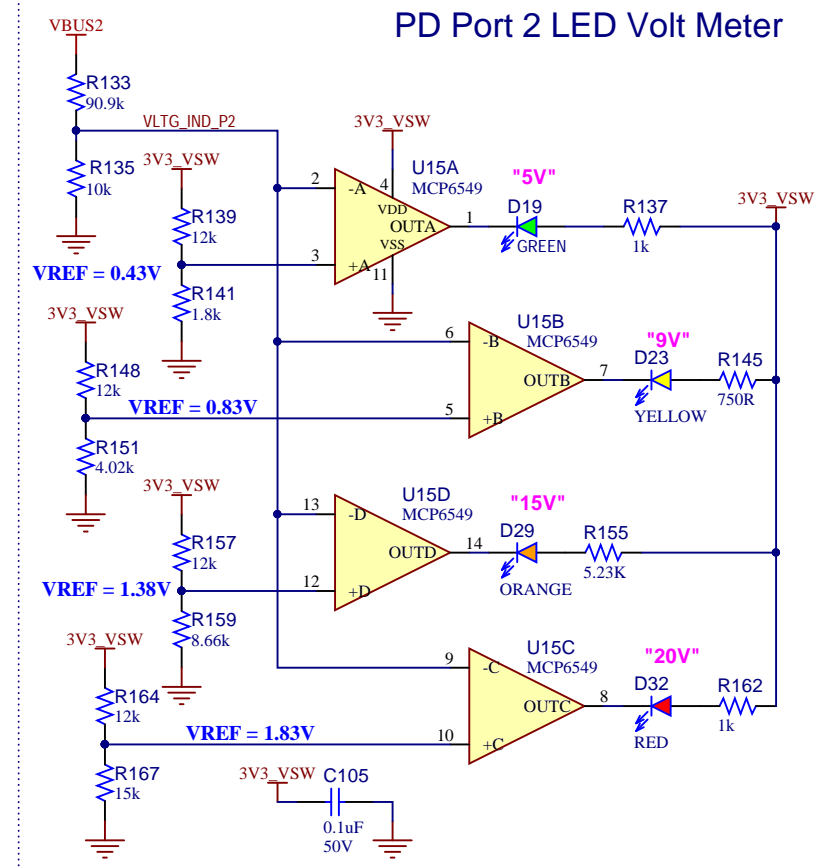 PD Port 2 LED Volt Meter
VBUS2
R133
90.9k
VLTG_IND_P2
R135
10k
3V3_VSW
R139
12k
VREF = 0.43V
R141
1.8k
3V3_VSW
2
-A
4
VDD
OUTA
VSS
3
+A
11
U15A
MCP6549
1
"5V"
D19
GREEN
R137
1k
3V3_VSW
3V3_VSW
R148
12k
VREF = 0.83V
R151
4.02k
6
-B
OUTB
5
+B
U15B
MCP6549
7
"9V"
D23
YELLOW
R145
750R
3V3_VSW
R157
12k
VREF = 1.38V
R159
8.66k
13
-D
OUTD
12
+D
U15D
MCP6549
14
"15V"
D29
ORANGE
R155
5.23K
3V3_VSW
R164
12k
VREF = 1.83V
R167
15k
9
-C
OUTC
10
+C
U15C
MCP6549
8
"20V"
D32
RED
R162
1k
3V3_VSW
C105
0.1uF
50V